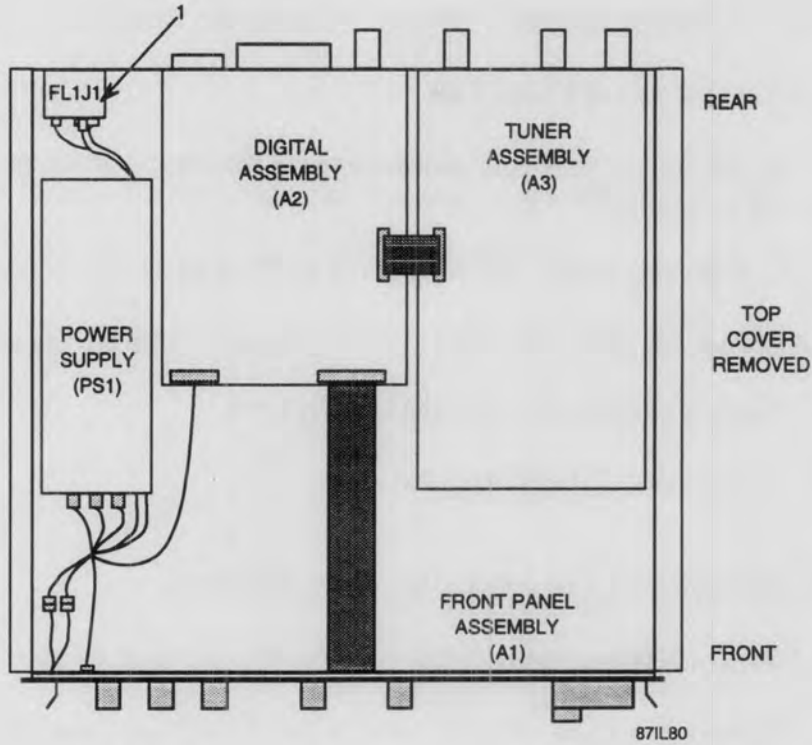 1
FL1J1
REAR
DIGITAL
ASSEMBLY
(A2)
TUNER
ASSEMBLY
(A3)
POWER
SUPPLY
(PS1)
TOP
COVER
REMOVED
FRONT PANEL
ASSEMBLY
(A1)
FRONT
871L80